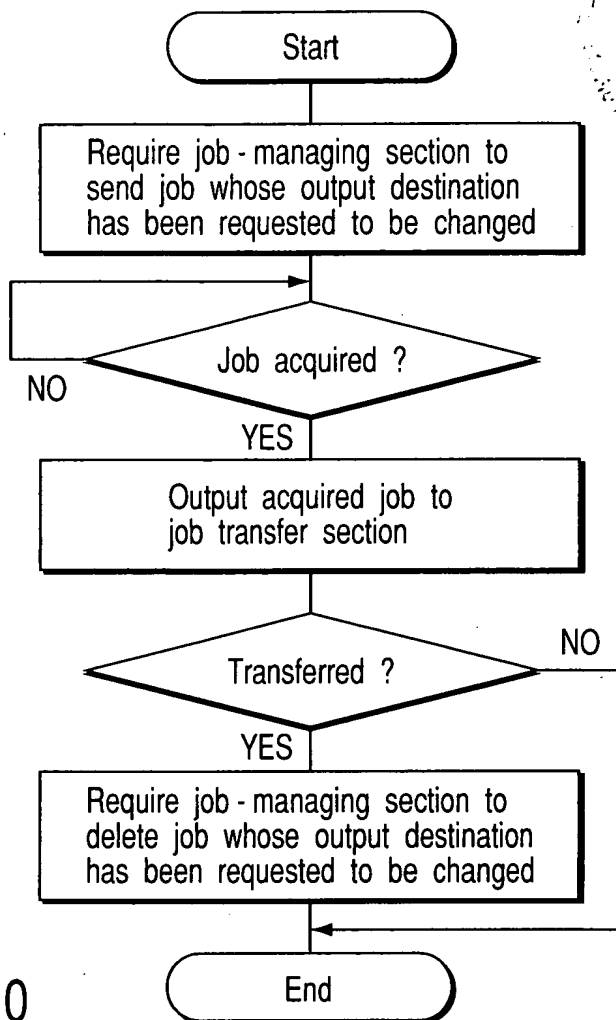 Start
Require job - managing section to
send job whose output destination
has been requested to be changed
Job acquired ?
NO
YES
Output acquired job to
job transfer section
Transferred ?
NO
YES
Require job - managing section to
delete job whose output destination
has been requested to be changed
End
0